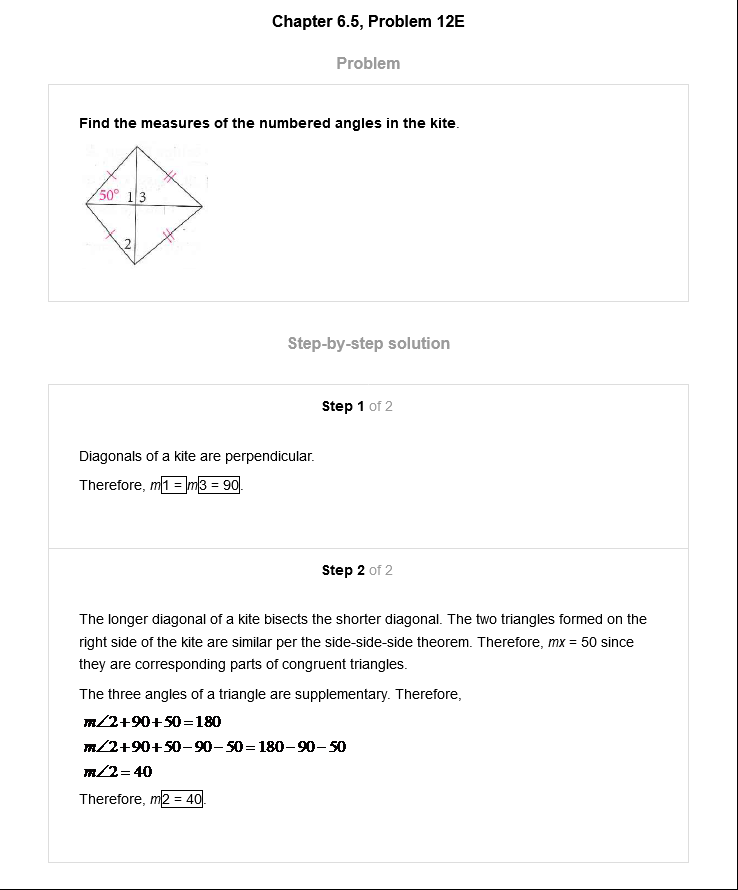 Chapter 6.5, Problem 12E
Problem
Find the measures of the numbered angles in the kite.
50° 1 3
2
Step-by-step solution
Step 1 of 2
Diagonals of a kite are perpendicular.
Therefore, m1 = m3 = 90.
Step 2 of 2
The longer diagonal of a kite bisects the shorter diagonal. The two triangles formed on the
right side of the kite are similar per the side-side-side theorem. Therefore, mx = 50 since
they are corresponding parts of congruent triangles.
The three angles of a triangle are supplementary. Therefore,
m∠2+90+50=180
m∠2+90+50−90−50=180−90−50
m∠2=40
Therefore, m2 = 40.